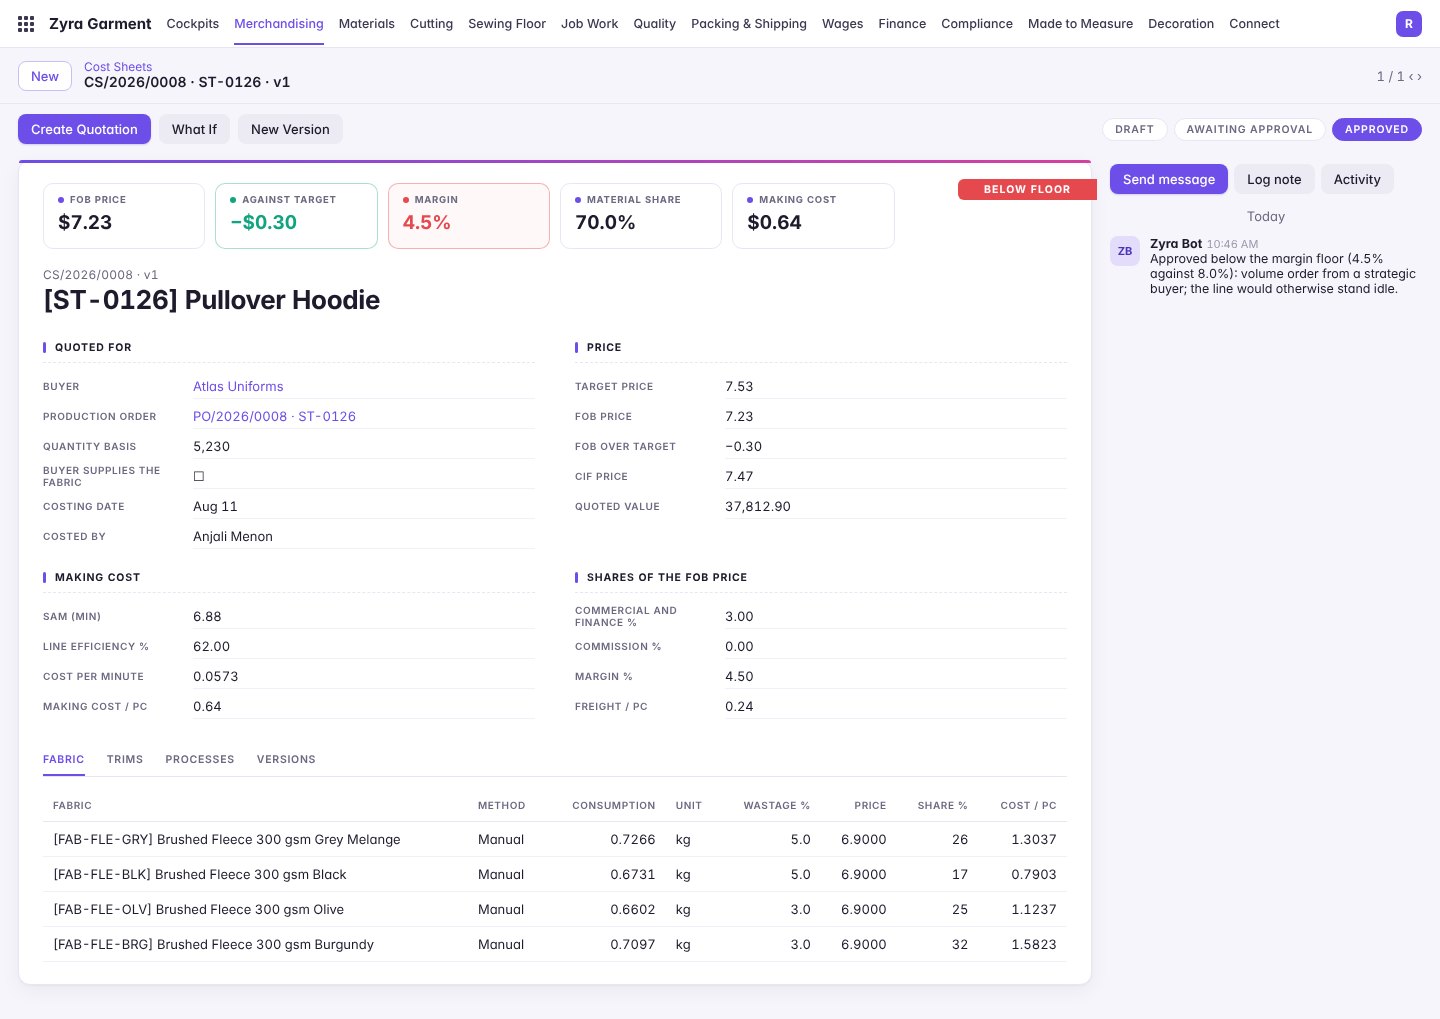 Zyra Garment Cockpits Merchandising Materials Cutting Sewing Floor Job Work Quality Packing & Shipping Wages Finance Compliance Made to Measure Decoration Connect R
New
Cost Sheets
CS/2026/0008 · ST-0126 · v1
1 / 1 ‹ ›
Create Quotation What If New Version
DRAFT AWAITING APPROVAL APPROVED
BELOW FLOOR
FOB PRICE
$7.23
AGAINST TARGET
−$0.30
MARGIN
4.5%
MATERIAL SHARE
70.0%
MAKING COST
$0.64
CS/2026/0008 · v1
[ST-0126] Pullover Hoodie
QUOTED FOR
BUYER Atlas Uniforms
PRODUCTION ORDER PO/2026/0008 · ST-0126
QUANTITY BASIS 5,230
BUYER SUPPLIES THE
FABRIC ☐
COSTING DATE Aug 11
COSTED BY Anjali Menon
PRICE
TARGET PRICE 7.53
FOB PRICE 7.23
FOB OVER TARGET −0.30
CIF PRICE 7.47
QUOTED VALUE 37,812.90
MAKING COST
SAM (MIN) 6.88
LINE EFFICIENCY % 62.00
COST PER MINUTE 0.0573
MAKING COST / PC 0.64
SHARES OF THE FOB PRICE
COMMERCIAL AND
FINANCE % 3.00
COMMISSION % 0.00
MARGIN % 4.50
FREIGHT / PC 0.24
FABRIC TRIMS PROCESSES VERSIONS
FABRIC METHOD CONSUMPTION UNIT WASTAGE % PRICE SHARE % COST / PC
[FAB-FLE-GRY] Brushed Fleece 300 gsm Grey Melange Manual 0.7266 kg 5.0 6.9000 26 1.3037
[FAB-FLE-BLK] Brushed Fleece 300 gsm Black Manual 0.6731 kg 5.0 6.9000 17 0.7903
[FAB-FLE-OLV] Brushed Fleece 300 gsm Olive Manual 0.6602 kg 3.0 6.9000 25 1.1237
[FAB-FLE-BRG] Brushed Fleece 300 gsm Burgundy Manual 0.7097 kg 3.0 6.9000 32 1.5823
Send message Log note Activity
Today
ZB
Zyra Bot 10:46 AM
Approved below the margin floor (4.5%
against 8.0%): volume order from a strategic
buyer; the line would otherwise stand idle.